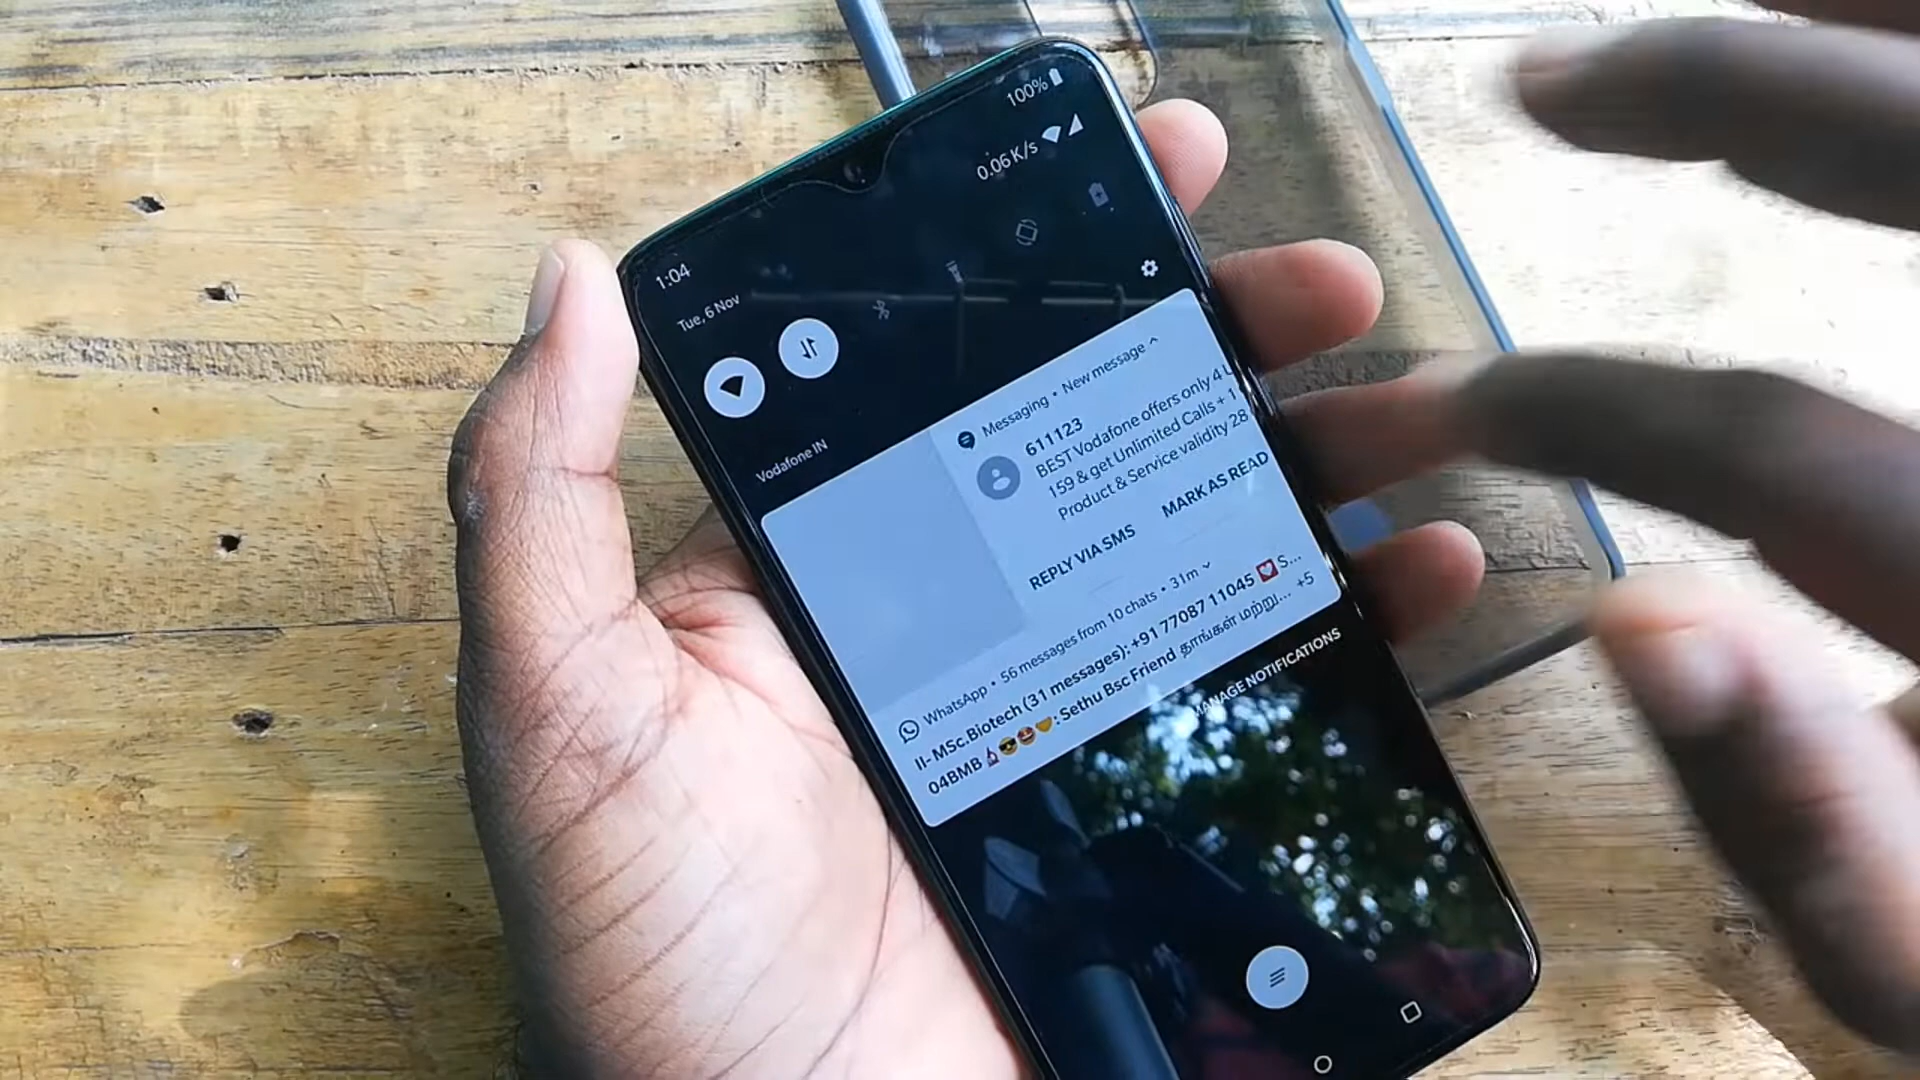 100%
0.06 K/s
1:04
Tue, 6 Nov
Vodafone IN
Messaging • New message
611123
BEST Vodafone offers only 4 U
159 & get Unlimited Calls + 1
Product & Service validity 28
REPLY VIA SMS MARK AS READ
WhatsApp • 56 messages from 10 chats • 31m
II- MSc.Biotech (31 messages): +91 77087 11045 💟 S...
04BMB 🔬😎🤩🤝: Sethu Bsc Friend தாங்கள் மற்று... +5
MANAGE NOTIFICATIONS